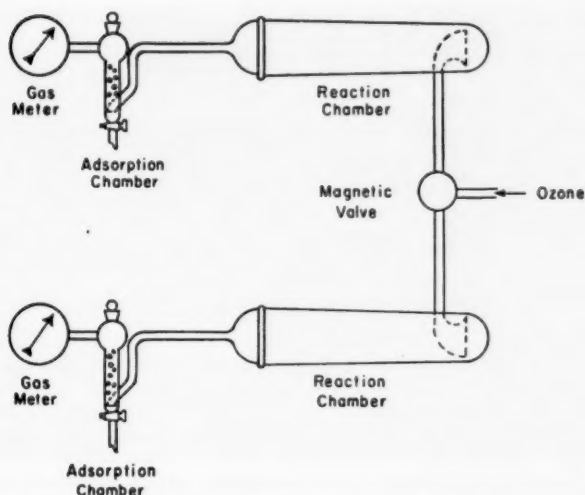 Gas
Meter
Adsorption
Chamber
Reaction
Chamber
Magnetic
Valve
Ozone
Gas
Meter
Reaction
Chamber
Adsorption
Chamber